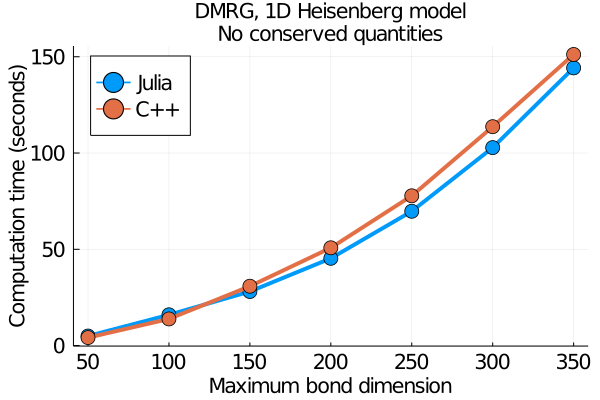 DMRG, 1D Heisenberg model
No conserved quantities
Computation time (seconds)
150
100
50
0
Julia
C++
50 100 150 200 250 300 350
Maximum bond dimension